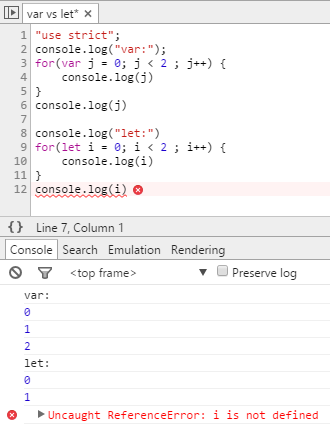 var vs let* ×
1 "use strict";
2 console.log("var:");
3 for(var j = 0; j < 2 ; j++) {
4     console.log(j)
5 }
6 console.log(j)
7
8 console.log("let:")
9 for(let i = 0; i < 2 ; i++) {
10     console.log(i)
11 }
12 console.log(i)
{} Line 7, Column 1
Console Search Emulation Rendering
<top frame> ▼ Preserve log
var:
0
1
2
let:
0
1
Uncaught ReferenceError: i is not defined